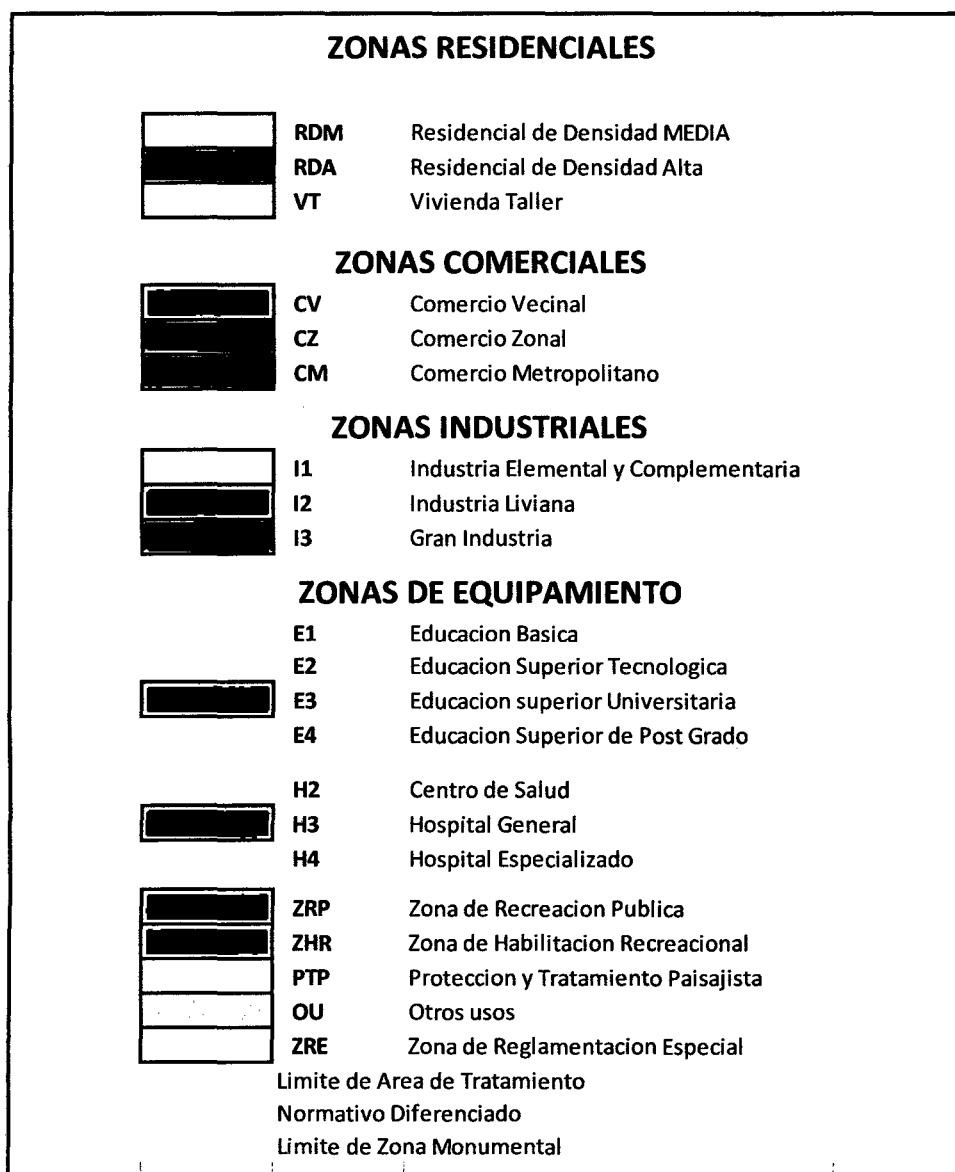 ZONAS RESIDENCIALES
RDM Residencial de Densidad MEDIA
RDA Residencial de Densidad Alta
VT Vivienda Taller
ZONAS COMERCIALES
CV Comercio Vecinal
CZ Comercio Zonal
CM Comercio Metropolitano
ZONAS INDUSTRIALES
I1 Industria Elemental y Complementaria
I2 Industria Liviana
I3 Gran Industria
ZONAS DE EQUIPAMIENTO
E1 Educacion Basica
E2 Educacion Superior Tecnologica
E3 Educacion superior Universitaria
E4 Educacion Superior de Post Grado
H2 Centro de Salud
H3 Hospital General
H4 Hospital Especializado
ZRP Zona de Recreacion Publica
ZHR Zona de Habilitacion Recreacional
PTP Proteccion y Tratamiento Paisajista
OU Otros usos
ZRE Zona de Reglamentacion Especial
Limite de Area de Tratamiento
Normativo Diferenciado
Limite de Zona Monumental